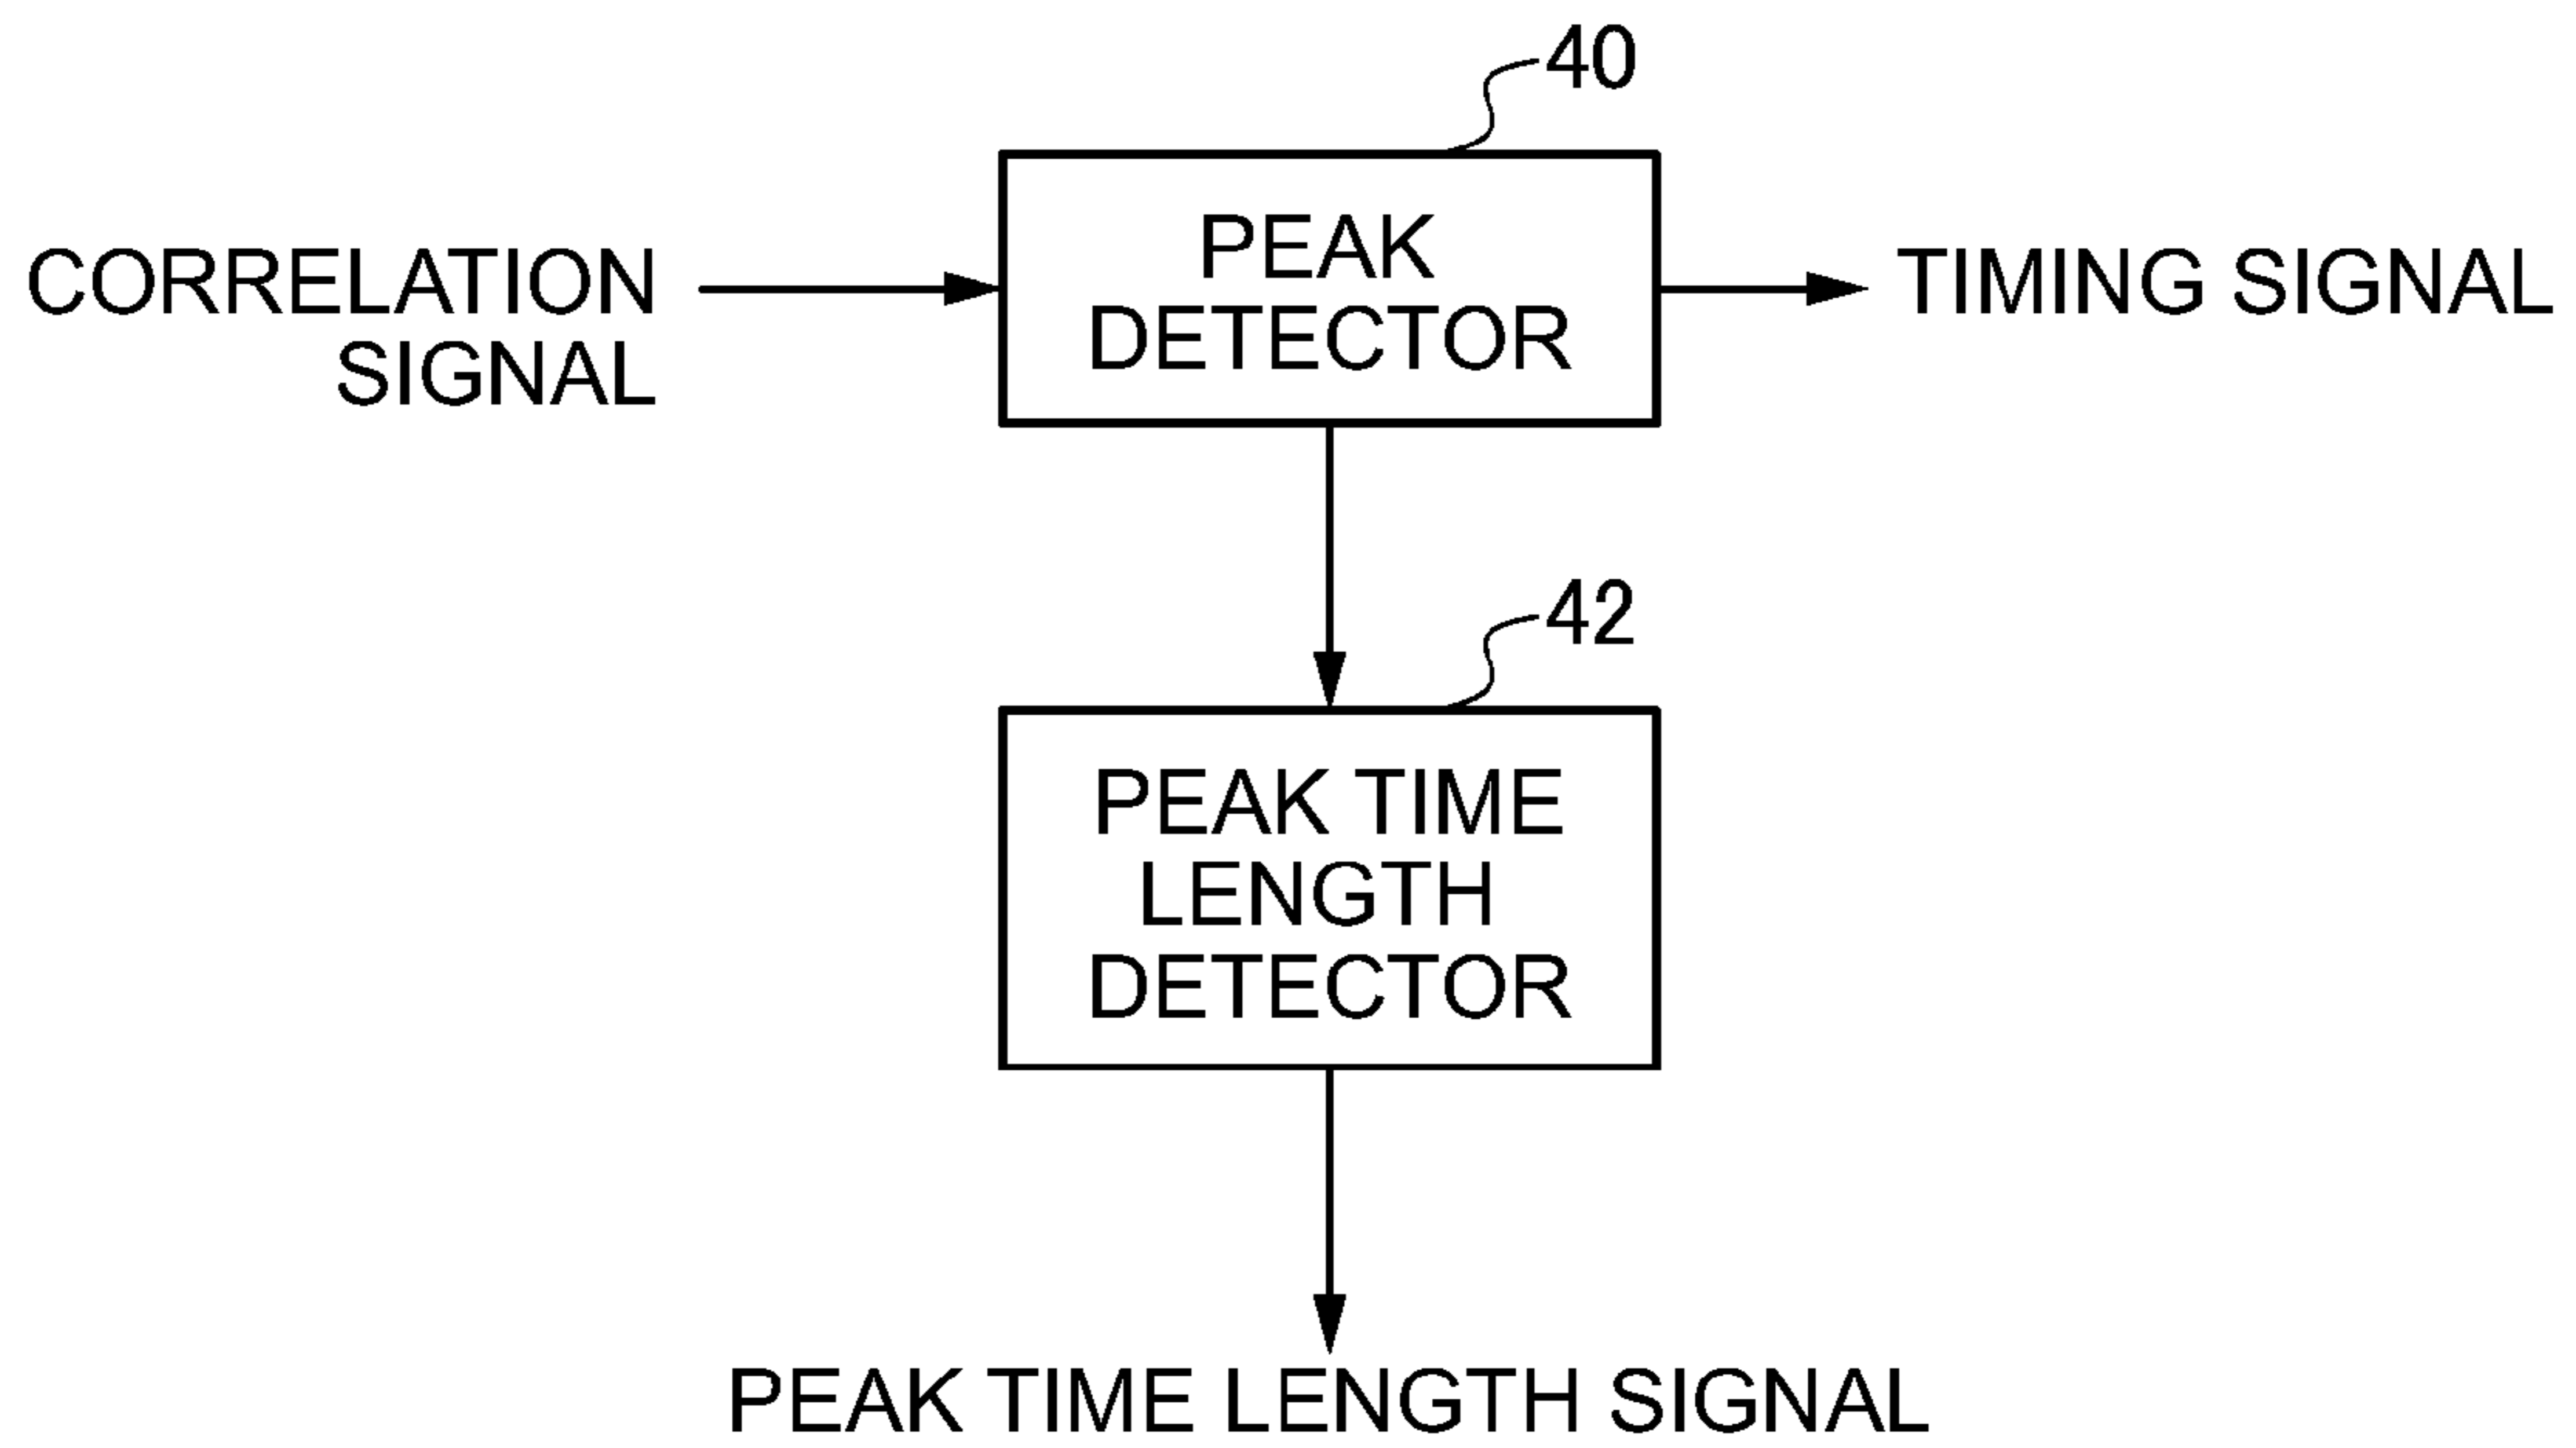 40
CORRELATION
SIGNAL
PEAK
DETECTOR
TIMING SIGNAL
42
PEAK TIME
LENGTH
DETECTOR
PEAK TIME LENGTH SIGNAL